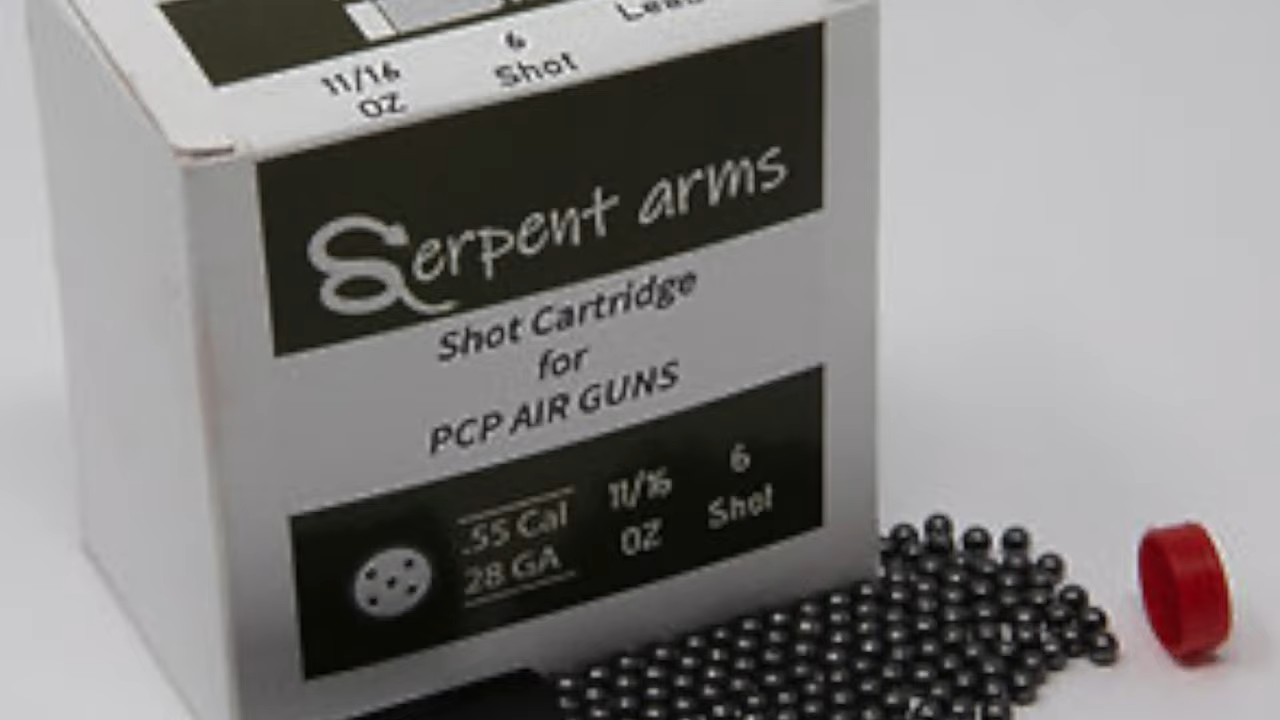 11/16 6 Lead
OZ Shot
Serpent arms
Shot Cartridge
for
PCP AIR GUNS
.55 Cal 11/16 6
28 GA OZ Shot